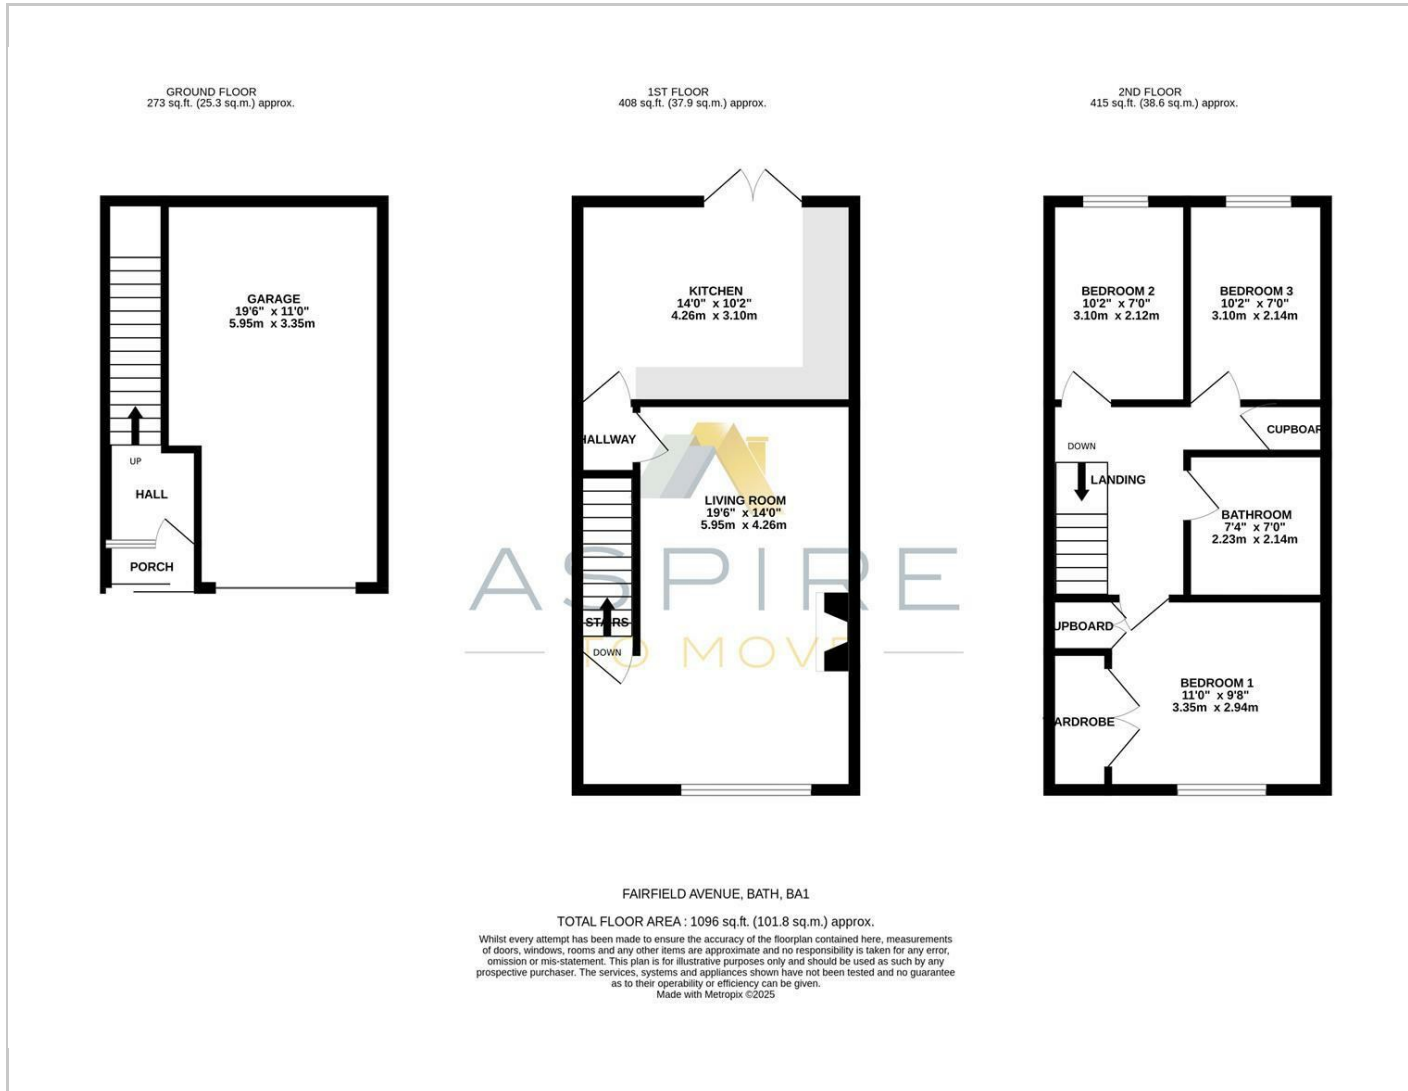 GROUND FLOOR
273 sq.ft. (25.3 sq.m.) approx.
GARAGE
19'6" x 11'0"
5.95m x 3.35m
UP
HALL
PORCH
1ST FLOOR
408 sq.ft. (37.9 sq.m.) approx.
KITCHEN
14'0" x 10'2"
4.26m x 3.10m
HALLWAY
LIVING ROOM
19'6" x 14'0"
5.95m x 4.26m
STAIRS
DOWN
ASPIRE
TO MOVE
2ND FLOOR
415 sq.ft. (38.6 sq.m.) approx.
BEDROOM 2
10'2" x 7'0"
3.10m x 2.12m
BEDROOM 3
10'2" x 7'0"
3.10m x 2.14m
CUPBOAR
DOWN
LANDING
BATHROOM
7'4" x 7'0"
2.23m x 2.14m
UPBOARD
BEDROOM 1
11'0" x 9'8"
3.35m x 2.94m
ARDROBE
FAIRFIELD AVENUE, BATH, BA1
TOTAL FLOOR AREA : 1096 sq.ft. (101.8 sq.m.) approx.
Whilst every attempt has been made to ensure the accuracy of the floorplan contained here, measurements
of doors, windows, rooms and any other items are approximate and no responsibility is taken for any error,
omission or mis-statement. This plan is for illustrative purposes only and should be used as such by any
prospective purchaser. The services, systems and appliances shown have not been tested and no guarantee
as to their operability or efficiency can be given.
Made with Metropix ©2025